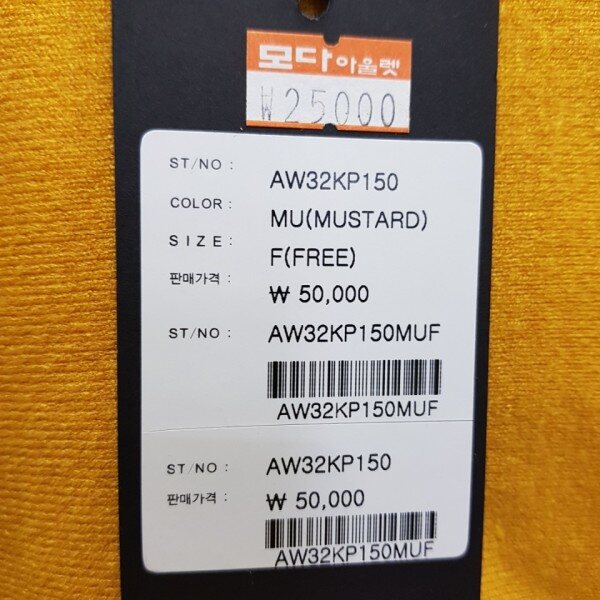 모다아울렛
₩25000
ST/NO : AW32KP150
COLOR : MU(MUSTARD)
SIZE : F(FREE)
판매가격 : ₩ 50,000
ST/NO : AW32KP150MUF
AW32KP150MUF
ST/NO : AW32KP150
판매가격 : ₩ 50,000
AW32KP150MUF